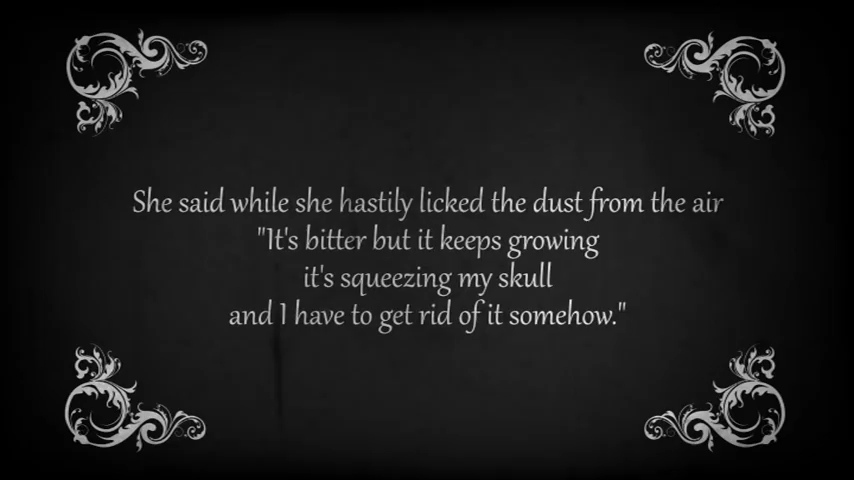 She said while she hastily licked the dust from the air
"It's bitter but it keeps growing
it's squeezing my skull
and I have to get rid of it somehow."